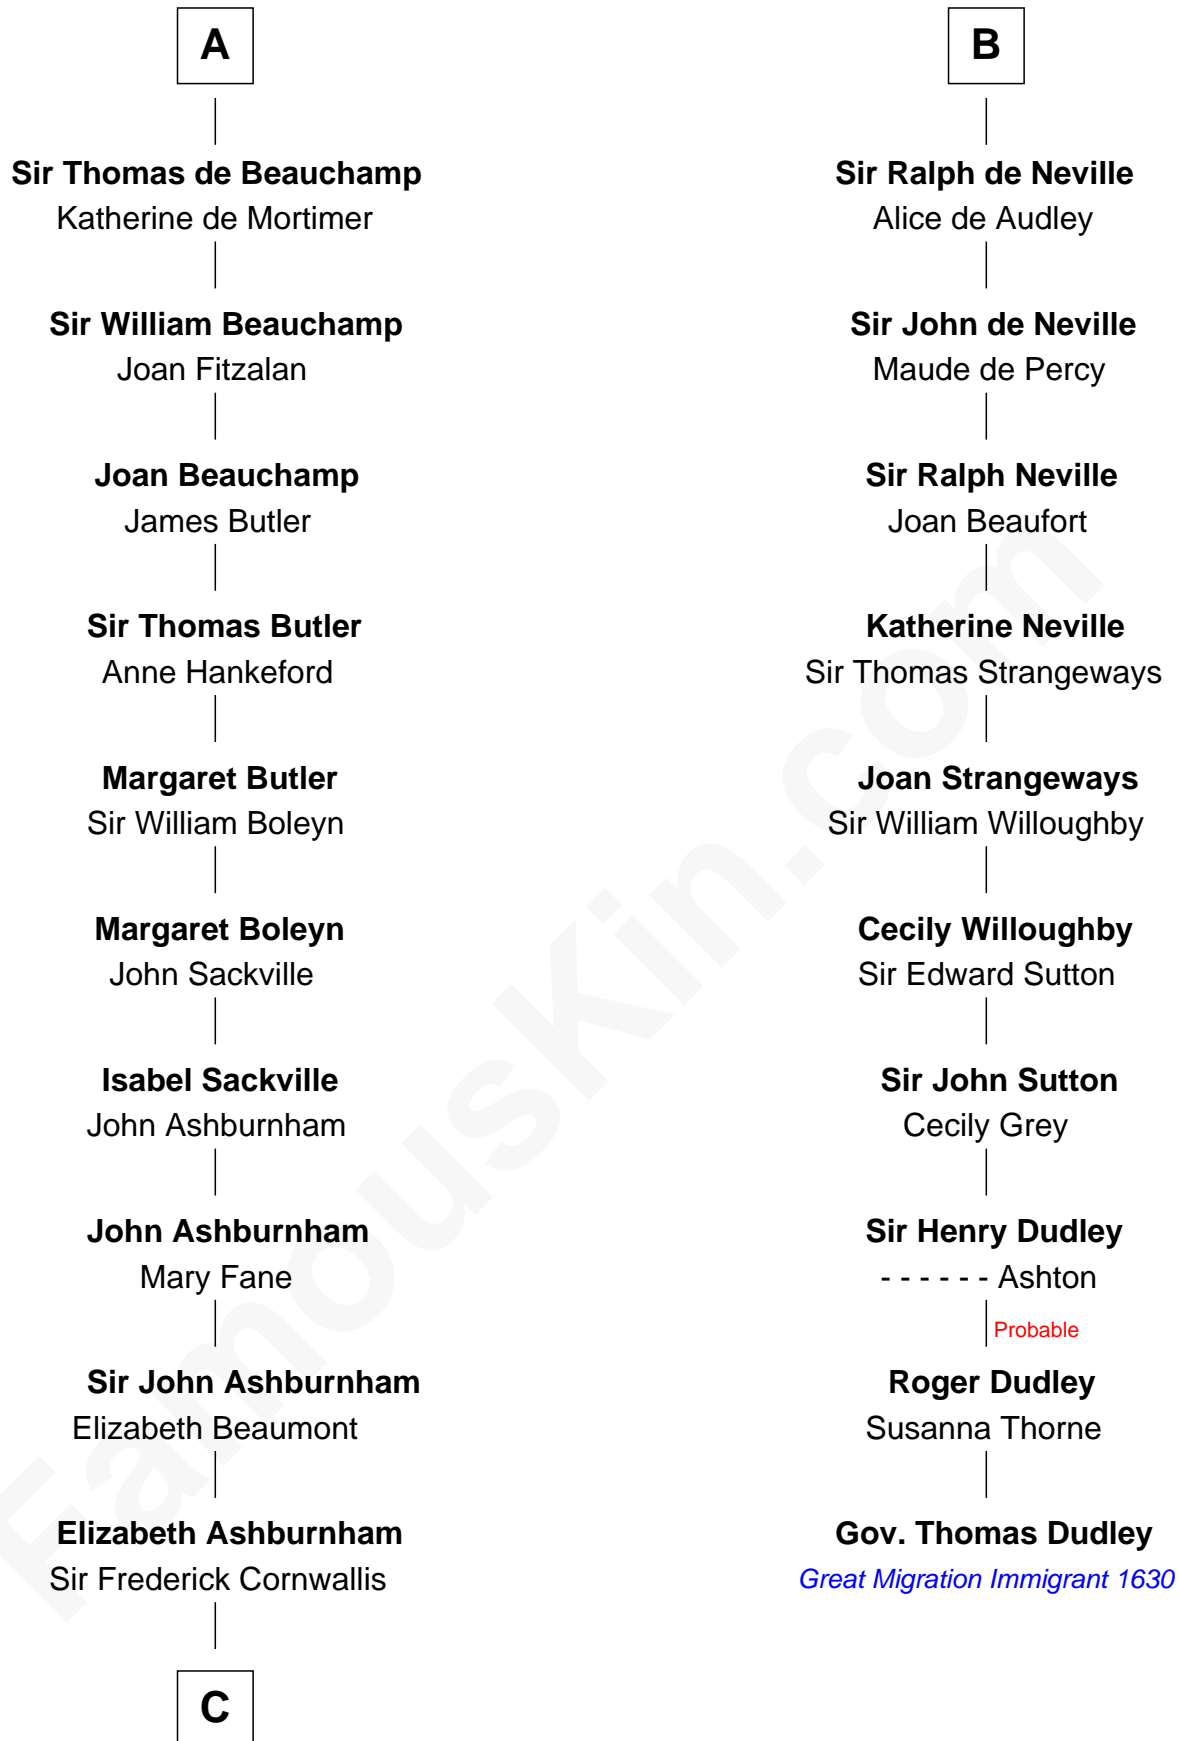 A
Sir Thomas de Beauchamp
Katherine de Mortimer
Sir William Beauchamp
Joan Fitzalan
Joan Beauchamp
James Butler
Sir Thomas Butler
Anne Hankeford
Margaret Butler
Sir William Boleyn
Margaret Boleyn
John Sackville
Isabel Sackville
John Ashburnham
John Ashburnham
Mary Fane
Sir John Ashburnham
Elizabeth Beaumont
Elizabeth Ashburnham
Sir Frederick Cornwallis
C
B
Sir Ralph de Neville
Alice de Audley
Sir John de Neville
Maude de Percy
Sir Ralph Neville
Joan Beaufort
Katherine Neville
Sir Thomas Strangeways
Joan Strangeways
Sir William Willoughby
Cecily Willoughby
Sir Edward Sutton
Sir John Sutton
Cecily Grey
Sir Henry Dudley
- - - - - - Ashton
Probable
Roger Dudley
Susanna Thorne
Gov. Thomas Dudley
Great Migration Immigrant 1630
FamousKin.com